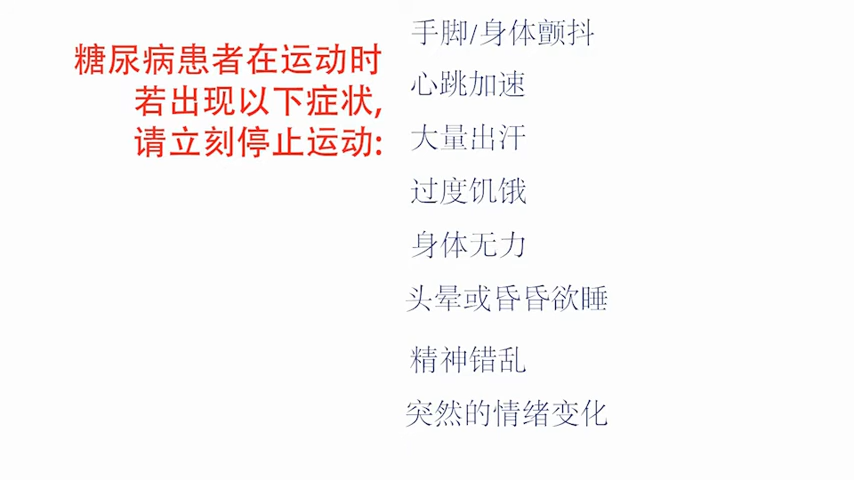 糖尿病患者在运动时
若出现以下症状,
请立刻停止运动:
手脚/身体颤抖
心跳加速
大量出汗
过度饥饿
身体无力
头晕或昏昏欲睡
精神错乱
突然的情绪变化